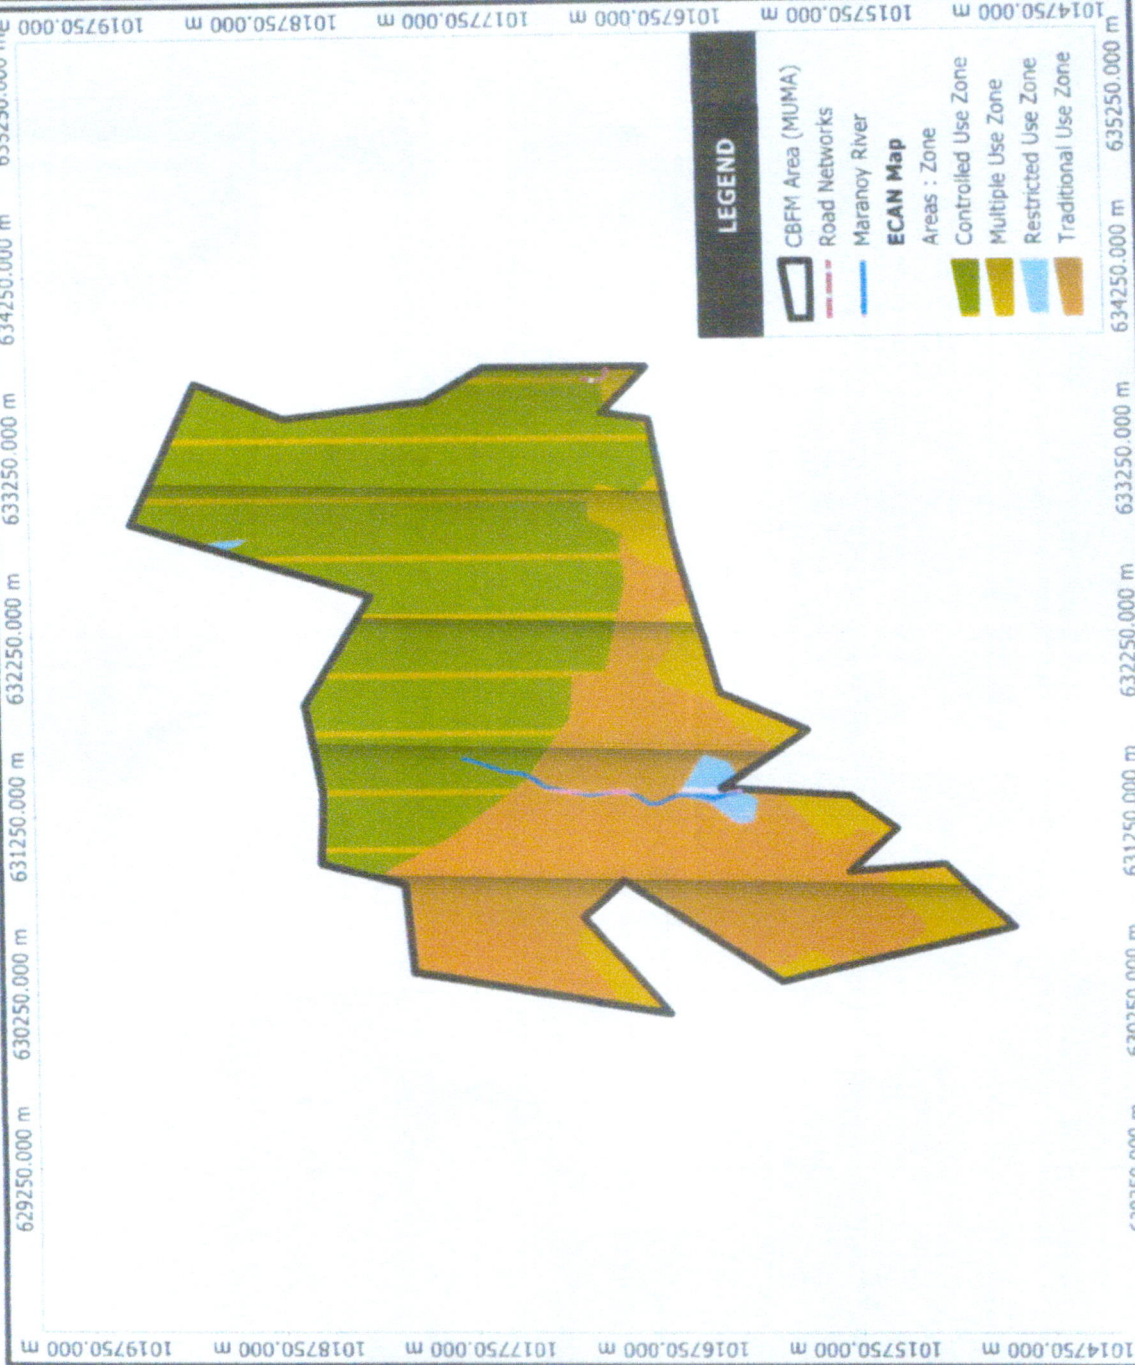 629250.000 m 630250.000 m 631250.000 m 632250.000 m 633250.000 m 634250.000 m
1019750.000 m
1018750.000 m
1017750.000 m
1016750.000 m
1015750.000 m
1014750.000 m
1019750.000 m
1018750.000 m
1017750.000 m
1016750.000 m
1015750.000 m
1014750.000 m
LEGEND
CBFM Area (MUMA)
Road Networks
Maranoy River
ECAN Map
Areas : Zone
Controlled Use Zone
Multiple Use Zone
Restricted Use Zone
Traditional Use Zone
631250.000 m 632250.000 m 633250.000 m 634250.000 m 635250.000 m